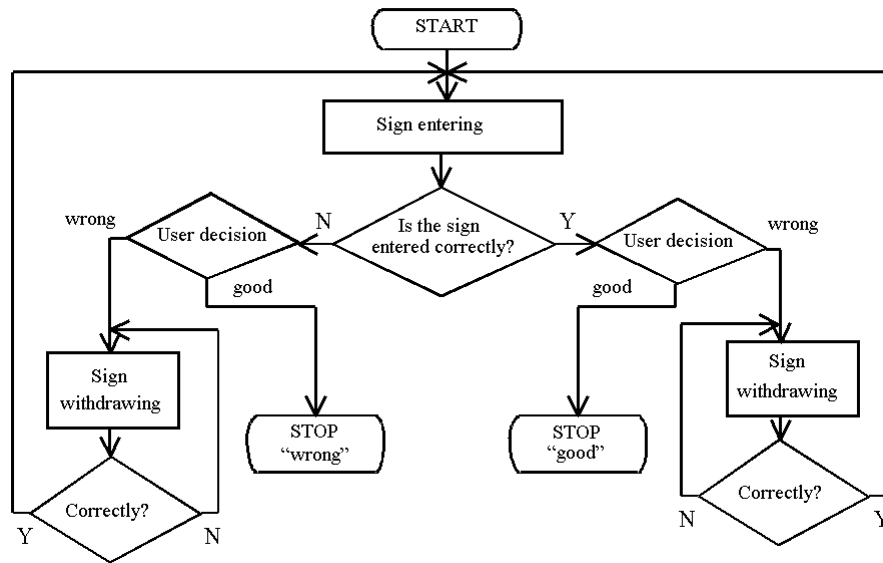 START
Sign entering
wrong
User decision
N
Is the sign
entered correctly?
Y
User decision
wrong
good
good
Sign
withdrawing
STOP
“wrong”
STOP
“good”
Sign
withdrawing
Y
Correctly?
N
N
Correctly?
Y